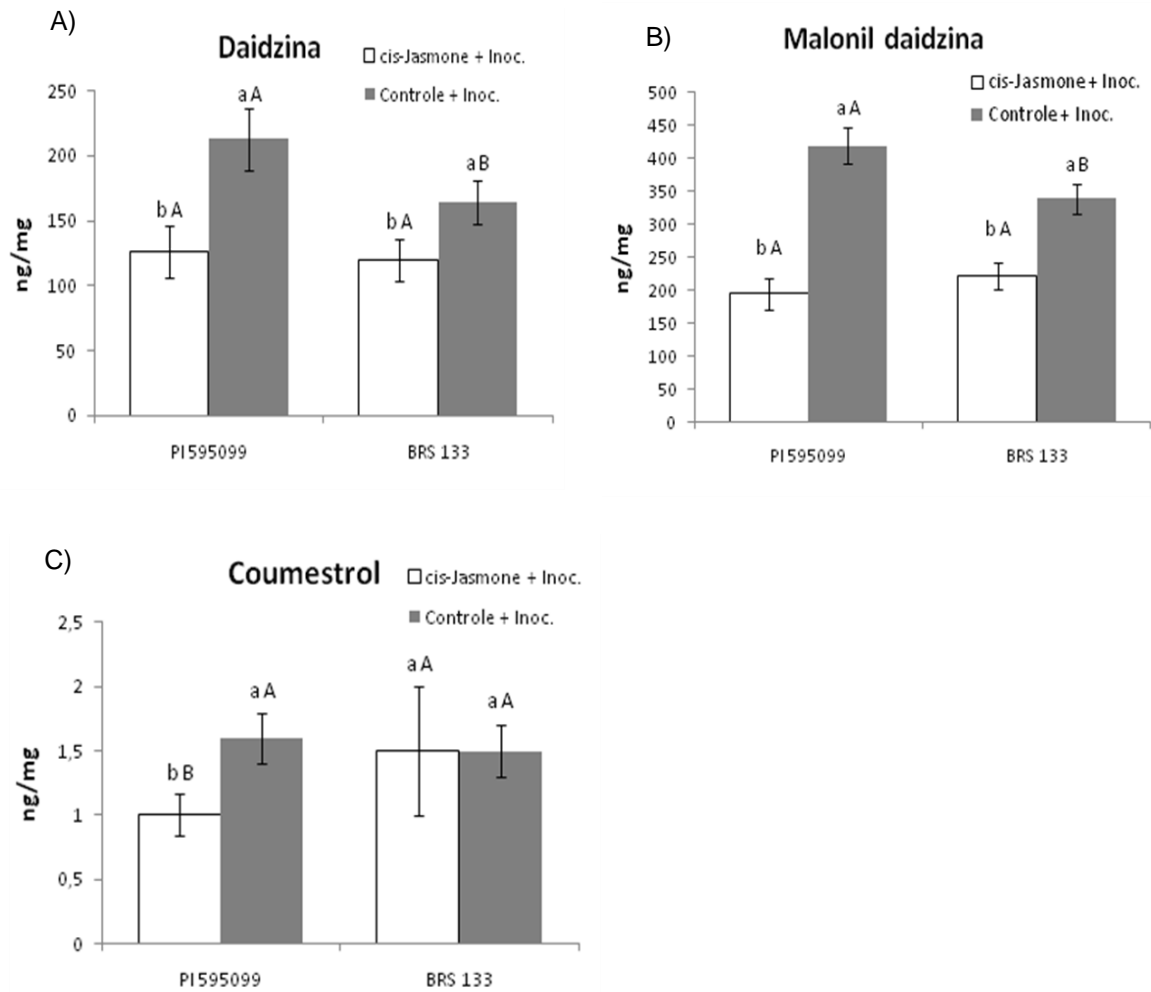 A)
Daidzina
cis-Jasmone + Inoc.
Controle + Inoc.
ng/mg
250
200
150
100
50
0
b A
a A
b A
a B
PI 595099
BRS 133
B)
Malonil daidzina
cis-Jasmone + Inoc.
Controle + Inoc.
ng/mg
500
450
400
350
300
250
200
150
100
50
0
b A
a A
b A
a B
PI 595099
BRS 133
C)
Coumestrol
cis-Jasmone + Inoc.
Controle + Inoc.
ng/mg
2,5
2
1,5
1
0,5
0
b B
a A
a A
a A
PI 595099
BRS 133